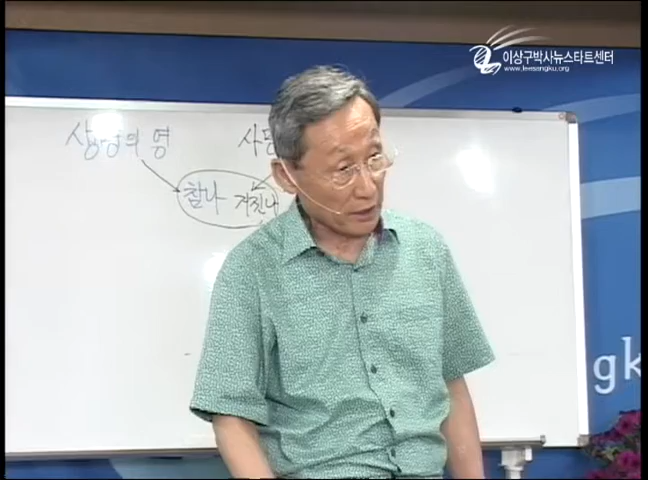 이상구박사뉴스타트센터
www.leesangku.org
생명의 영 사
참나 거짓나
gk